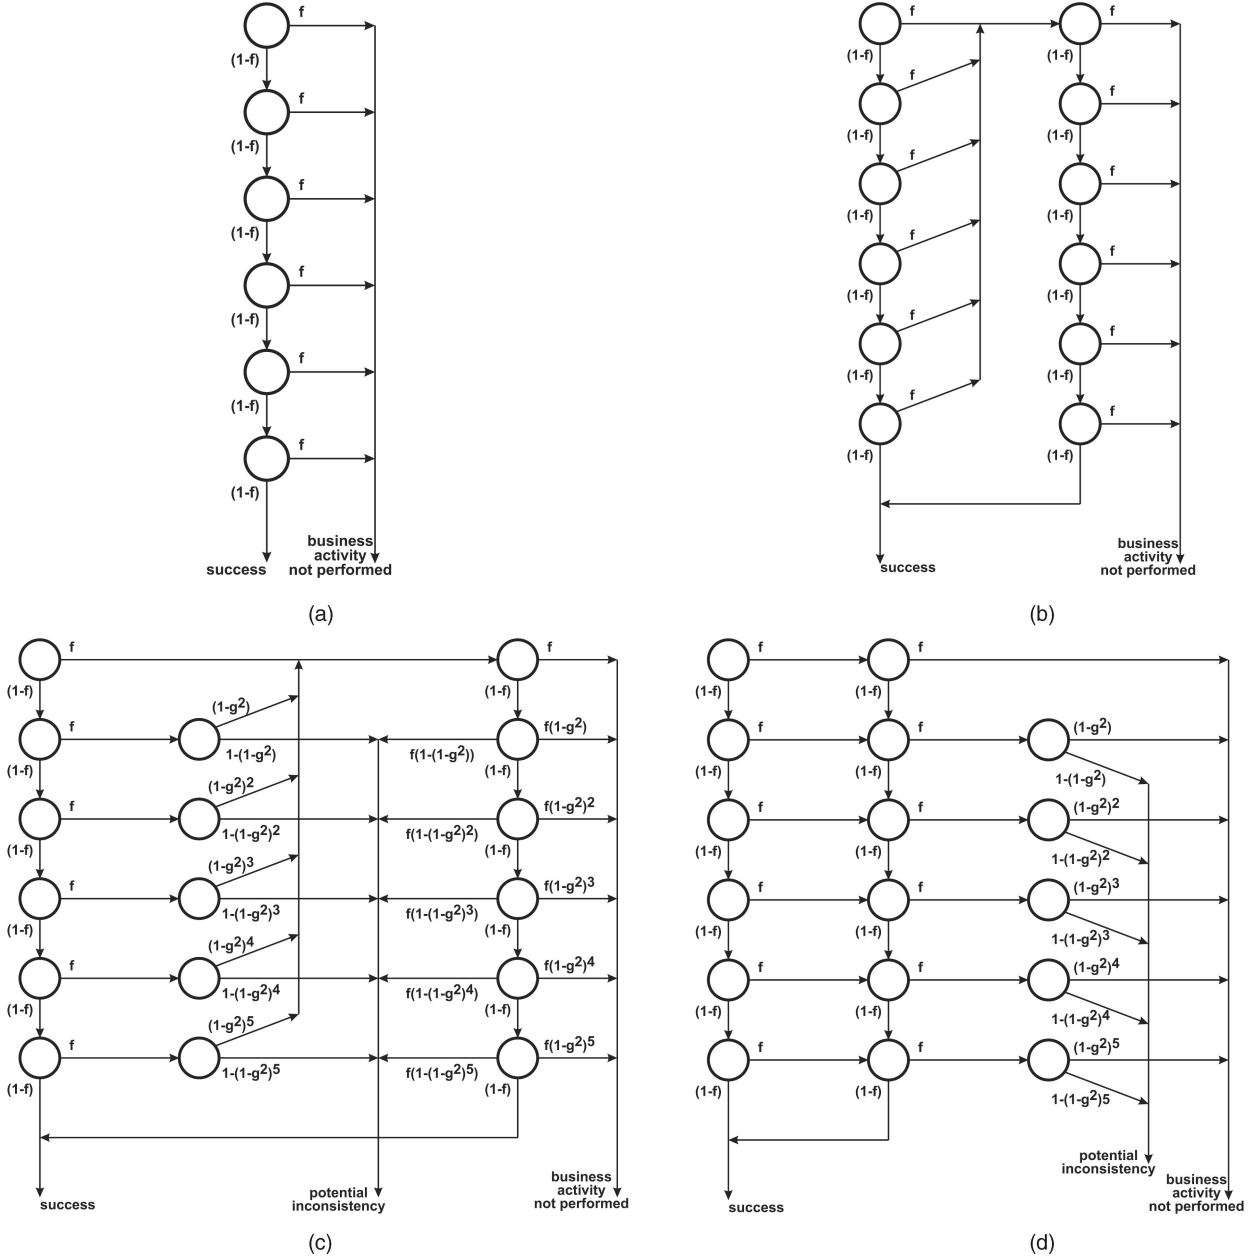 f
(1-f)
f
(1-f)
f
(1-f)
f
(1-f)
f
(1-f)
f
(1-f)
business
activity
success not performed
(a)
f f
(1-f) (1-f)
f f
(1-f) (1-f)
f f
(1-f) (1-f)
f f
(1-f) (1-f)
f f
(1-f) (1-f)
f f
(1-f) (1-f)
business
activity
success not performed
(b)
f f
(1-f) (1-g2) (1-f)
f f(1-g2)
1-(1-g2) f(1-(1-g2))
(1-f) (1-g2)2 (1-f)
f f(1-g2)2
1-(1-g2)2 f(1-(1-g2)2)
(1-f) (1-g2)3 (1-f)
f f(1-g2)3
1-(1-g2)3 f(1-(1-g2)3)
(1-f) (1-g2)4 (1-f)
f f(1-g2)4
1-(1-g2)4 f(1-(1-g2)4)
(1-f) (1-g2)5 (1-f)
f f(1-g2)5
1-(1-g2)5 f(1-(1-g2)5)
(1-f) (1-f)
business
potential activity
success inconsistency not performed
(c)
f f
(1-f) (1-f)
f f (1-g2)
(1-f) (1-f) 1-(1-g2)
f f (1-g2)2
(1-f) (1-f) 1-(1-g2)2
f f (1-g2)3
(1-f) (1-f) 1-(1-g2)3
f f (1-g2)4
(1-f) (1-f) 1-(1-g2)4
f f (1-g2)5
(1-f) (1-f) 1-(1-g2)5
potential
inconsistency
business
activity
success not performed
(d)